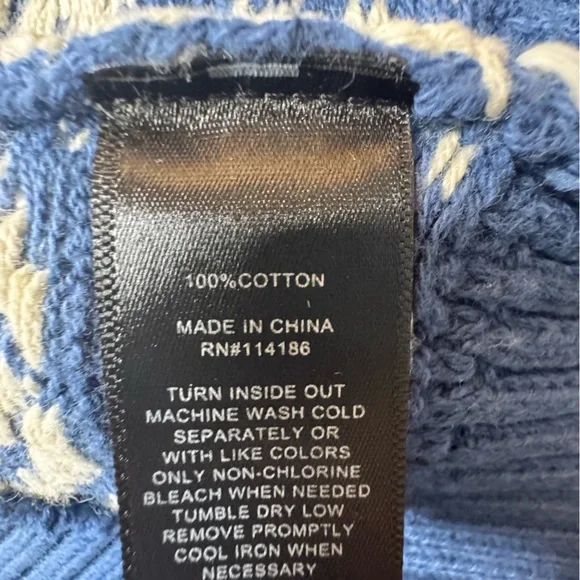 100%COTTON
MADE IN CHINA
RN#114186
TURN INSIDE OUT
MACHINE WASH COLD
SEPARATELY OR
WITH LIKE COLORS
ONLY NON-CHLORINE
BLEACH WHEN NEEDED
TUMBLE DRY LOW
REMOVE PROMPTLY
COOL IRON WHEN
NECESSARY